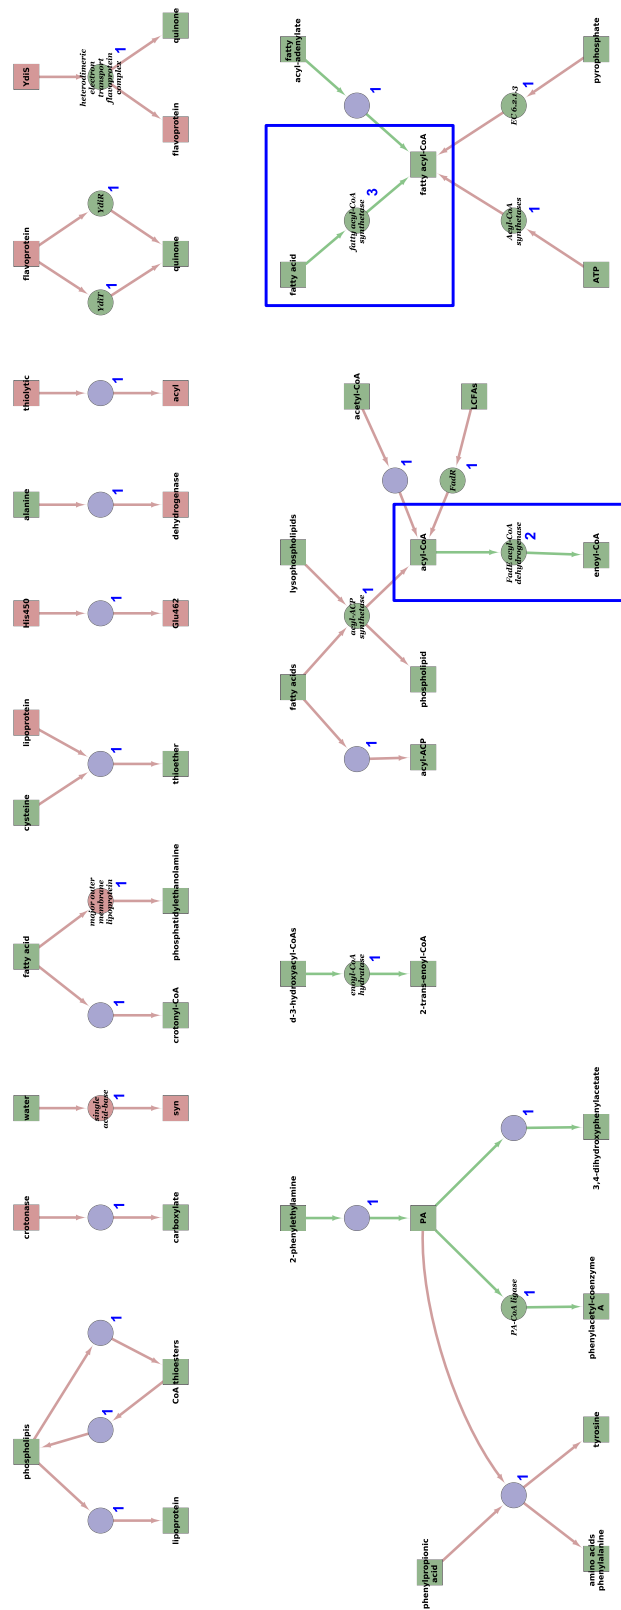 phospholipis
crotonase
water
fatty acid
cysteine
lipoprotein
His450
alanine
thiolytic
flavoprotein
YdiS
1
1
1
1
single
acid-base
1
1
major outer
membrane
lipoprotein
1
1
1
1
1
YdiT
1
YdiR
1
heterodimeric
electron
transport
flavoprotein
complex
1
lipoprotein
CoA thioesters
carboxylate
syn
crotonyl-CoA
phosphatidylethanolamine
thioether
Glu462
dehydrogenase
acyl
quinone
flavoprotein
quinone
2-phenylethylamine
d-3-hydroxyacyl-CoAs
fatty acids
lysophospholipids
acetyl-CoA
fatty acid
fatty
acyl-adenylate
1
enoyl-CoA
hydratase
1
1
acyl-ACP
synthetase
1
1
fatty acyl-CoA
synthetase
3
1
phenylpropionic
acid
PA
2-trans-enoyl-CoA
acyl-ACP
phospholipid
acyl-CoA
FadR
1
LCFAs
fatty acyl-CoA
1
PA-CoA ligase
1
1
FadE acyl-CoA
dehydrogenase
2
Acyl-CoA
synthetases
1
EC 6.2.1.3
1
amino acids
phenylalanine
tyrosine
phenylacetyl-coenzyme
A
3,4-dihydroxyphenylacetate
enoyl-CoA
ATP
pyrophosphate